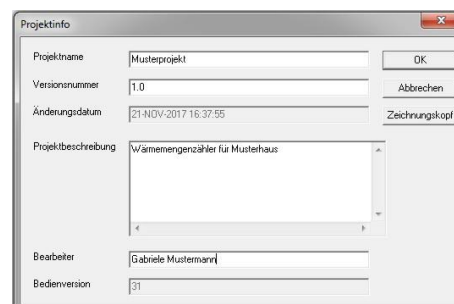 Projektinfo
Projektname
Musterprojekt
OK
Versionsnummer
1.0
Abbrechen
Änderungsdatum
21-NOV-2017 16:37:55
Zeichnungskopf
Projektbeschreibung
Wärmemengenzähler für Musterhaus
Bearbeiter
Gabriele Mustermann
Bedienversion
31